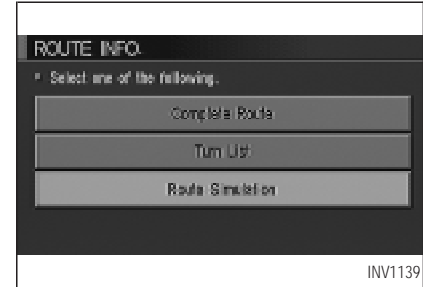 ROUTE INFO.
Select one of the following.
Complete Route
Turn List
Route Simulation
INV1139